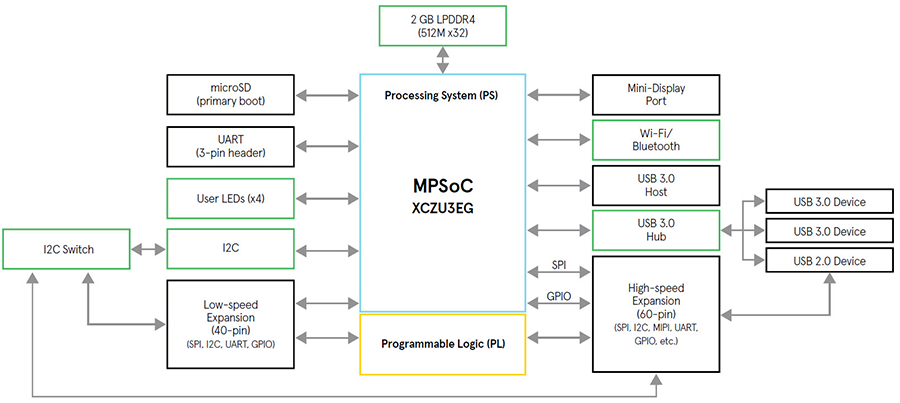 2 GB LPDDR4
(512M x32)
microSD
(primary boot)
UART
(3-pin header)
User LEDs (x4)
I2C Switch
I2C
Low-speed
Expansion
(40-pin)
(SPI, I2C, UART, GPIO)
Processing System (PS)
MPSoC
XCZU3EG
Programmable Logic (PL)
SPI
GPIO
Mini-Display
Port
Wi-Fi/
Bluetooth
USB 3.0
Host
USB 3.0
Hub
High-speed
Expansion
(60-pin)
(SPI, I2C, MIPI, UART,
GPIO, etc.)
USB 3.0 Device
USB 3.0 Device
USB 2.0 Device